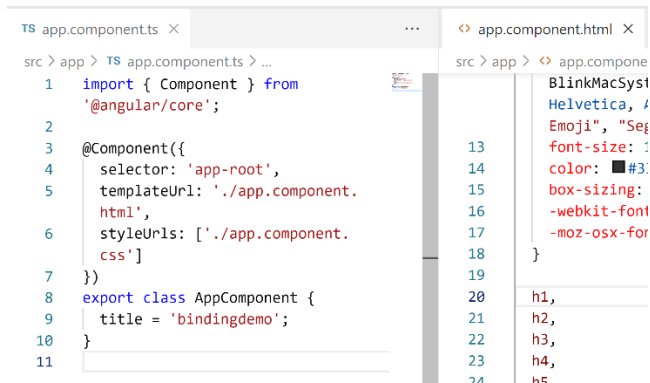 TS app.component.ts × ...
src > app > TS app.component.ts > ...
1 import { Component } from
'@angular/core';
2
3 @Component({
4 selector: 'app-root',
5 templateUrl: './app.component.
html',
6 styleUrls: ['./app.component.
css']
7 })
8 export class AppComponent {
9 title = 'bindingdemo';
10 }
11
<> app.component.html ×
src > app > <> app.compone
BlinkMacSyst
Helvetica, A
Emoji", "Seg
13 font-size: 1
14 color: #3
15 box-sizing:
16 -webkit-font
17 -moz-osx-fon
18 }
19
20 h1,
21 h2,
22 h3,
23 h4,
24 h5